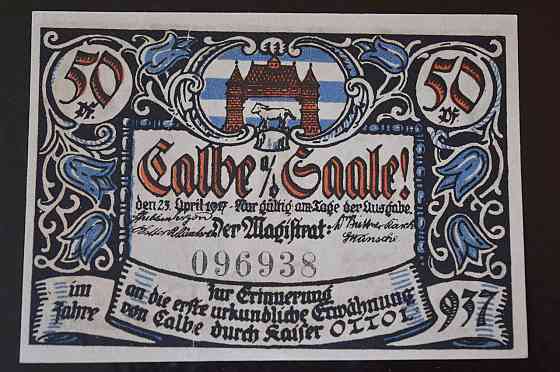 50 Pf.
50 Pf.
Calbe a/d Saale!
den 23. April 1917 - Nur gültig am Tage der Ausgabe.
Der Magistrat:
096938
im Jahre
zur Erinnerung
an die erste urkundliche Erwähnung
von Calbe durch Kaiser OTTO I.
937